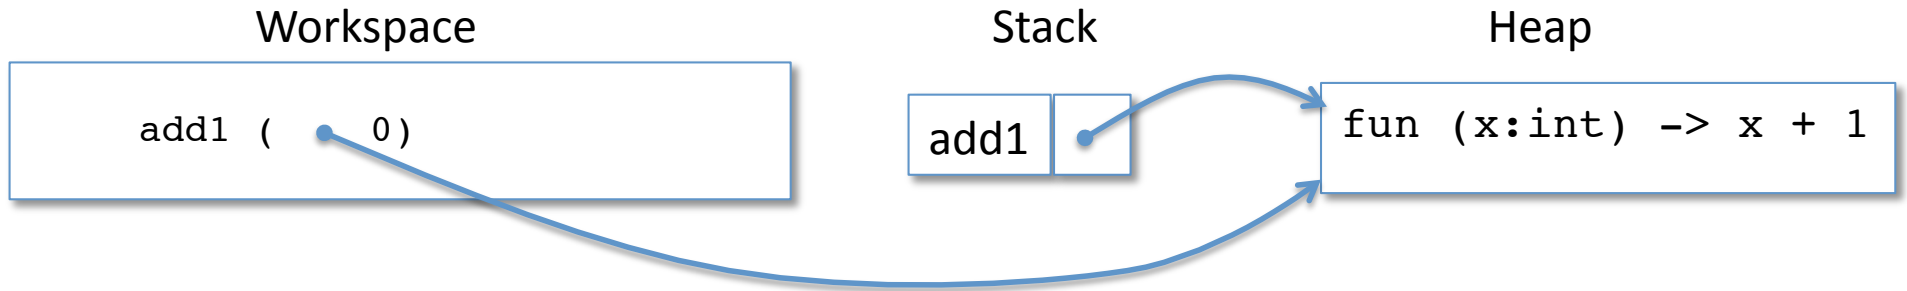 Workspace
Stack
Heap
add1 ( 0)
add1
fun (x:int) -> x + 1